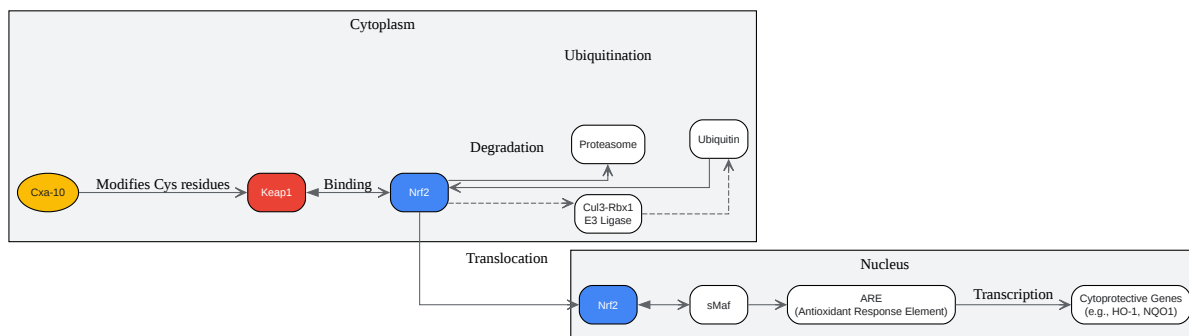 Cytoplasm
Ubiquitination
Degradation
Proteasome
Ubiquitin
Cxa-10
Modifies Cys residues
Keap1
Binding
Nrf2
Cul3-Rbx1
E3 Ligase
Translocation
Nucleus
Nrf2
sMaf
ARE
(Antioxidant Response Element)
Transcription
Cytoprotective Genes
(e.g., HO-1, NQO1)